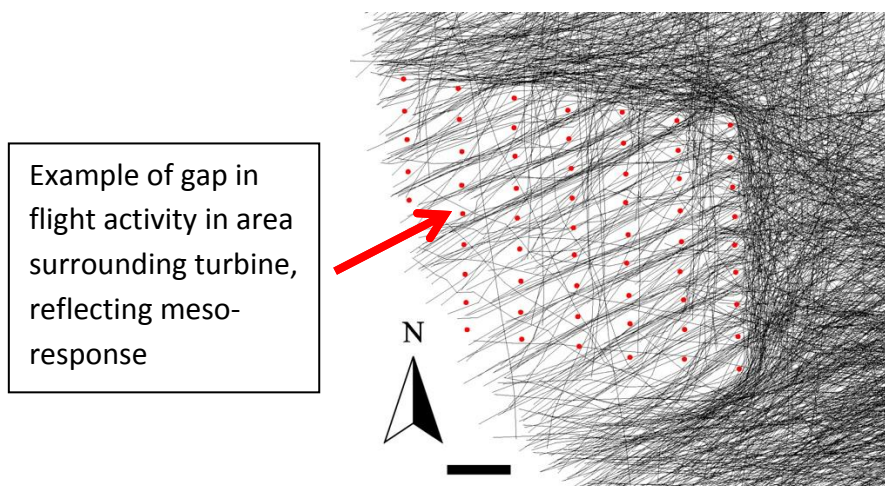 Example of gap in
flight activity in area
surrounding turbine,
reflecting meso-
response
N